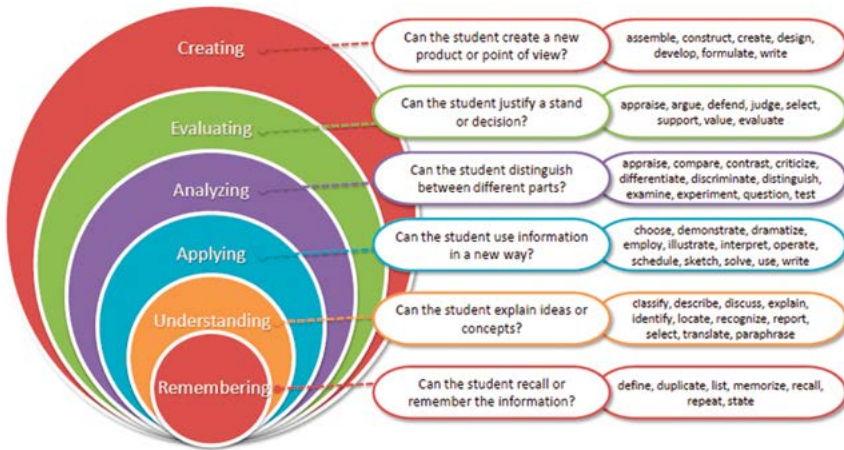 Creating
Can the student create a new
product or point of view?
assemble, construct, create, design,
develop, formulate, write
Evaluating
Can the student justify a stand
or decision?
appraise, argue, defend, judge, select,
support, value, evaluate
Analyzing
Can the student distinguish
between different parts?
appraise, compare, contrast, criticize,
differentiate, discriminate, distinguish,
examine, experiment, question, test
Applying
Can the student use information
in a new way?
choose, demonstrate, dramatize,
employ, illustrate, interpret, operate,
schedule, sketch, solve, use, write
Understanding
Can the student explain ideas or
concepts?
classify, describe, discuss, explain,
identify, locate, recognize, report,
select, translate, paraphrase
Remembering
Can the student recall or
remember the information?
define, duplicate, list, memorize, recall,
repeat, state